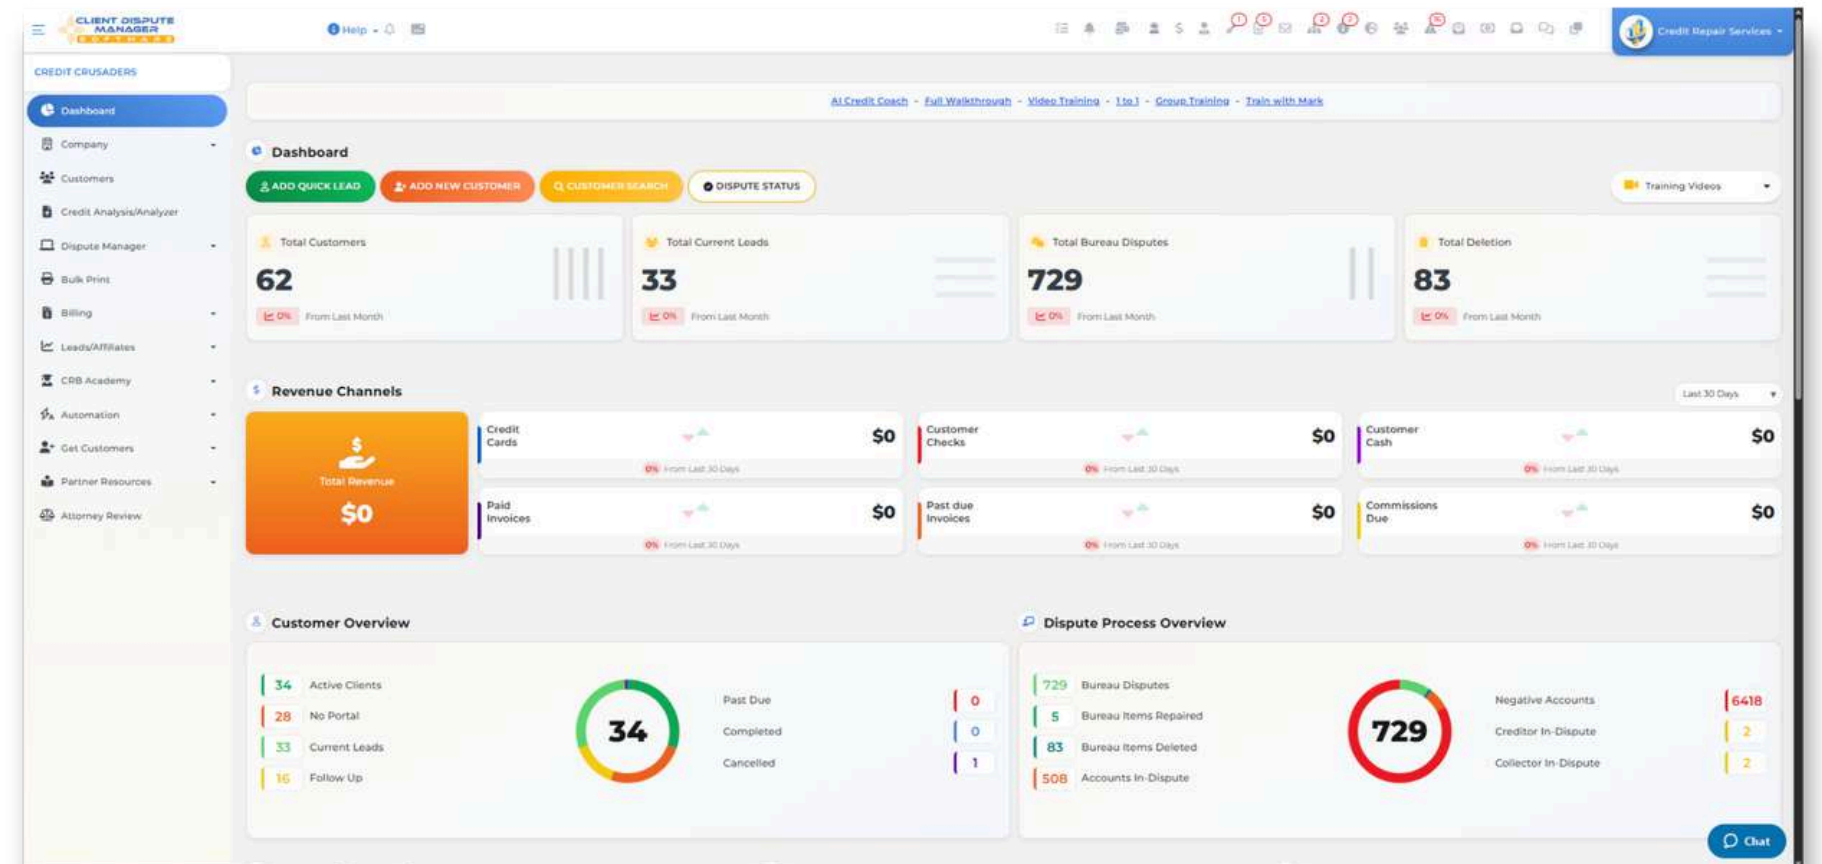 CLIENT DISPUTE
MANAGER
SOFTWARE
Help
Credit Repair Services
CREDIT CRUSADERS
Dashboard
Company
Customers
Credit Analysis/Analyzer
Dispute Manager
Bulk Print
Billing
Leads/Affiliates
CRB Academy
Automation
Get Customers
Partner Resources
Attorney Review
AI Credit Coach - Full Walkthrough - Video Training - 1 to 1 - Group Training - Train with Mark
Dashboard
ADD QUICK LEAD
ADD NEW CUSTOMER
CUSTOMER SEARCH
DISPUTE STATUS
Training Videos
Total Customers
62
0% From Last Month
Total Current Leads
33
0% From Last Month
Total Bureau Disputes
729
0% From Last Month
Total Deletion
83
0% From Last Month
Revenue Channels
Last 30 Days
Total Revenue
$0
Credit
Cards
$0
0% From Last 30 Days
Customer
Checks
$0
0% From Last 30 Days
Customer
Cash
$0
0% From Last 30 Days
Paid
Invoices
$0
0% From Last 30 Days
Past due
Invoices
$0
0% From Last 30 Days
Commissions
Due
$0
0% From Last 30 Days
Customer Overview
34 Active Clients
28 No Portal
33 Current Leads
16 Follow Up
34
Past Due 0
Completed 0
Cancelled 1
Dispute Process Overview
729 Bureau Disputes
5 Bureau Items Repaired
83 Bureau Items Deleted
508 Accounts In-Dispute
729
Negative Accounts 6418
Creditor In-Dispute 2
Collector In-Dispute 2
Chat